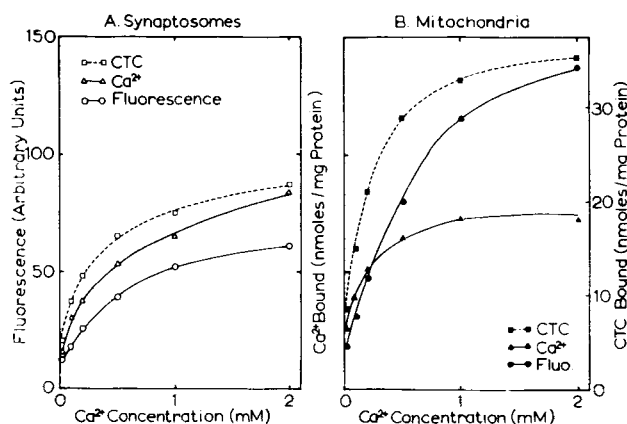 A. Synaptosomes
B. Mitochondria
150
100
50
0
Fluorescence (Arbitrary Units)
CTC
Ca²⁺
Fluorescence
0
1
2
Ca²⁺ Concentration (mM)
Ca²⁺ Bound (nmoles/mg Protein)
CTC
Ca²⁺
Fluo.
0
1
2
Ca²⁺ Concentration (mM)
30
20
10
0
CTC Bound (nmoles/mg Protein)